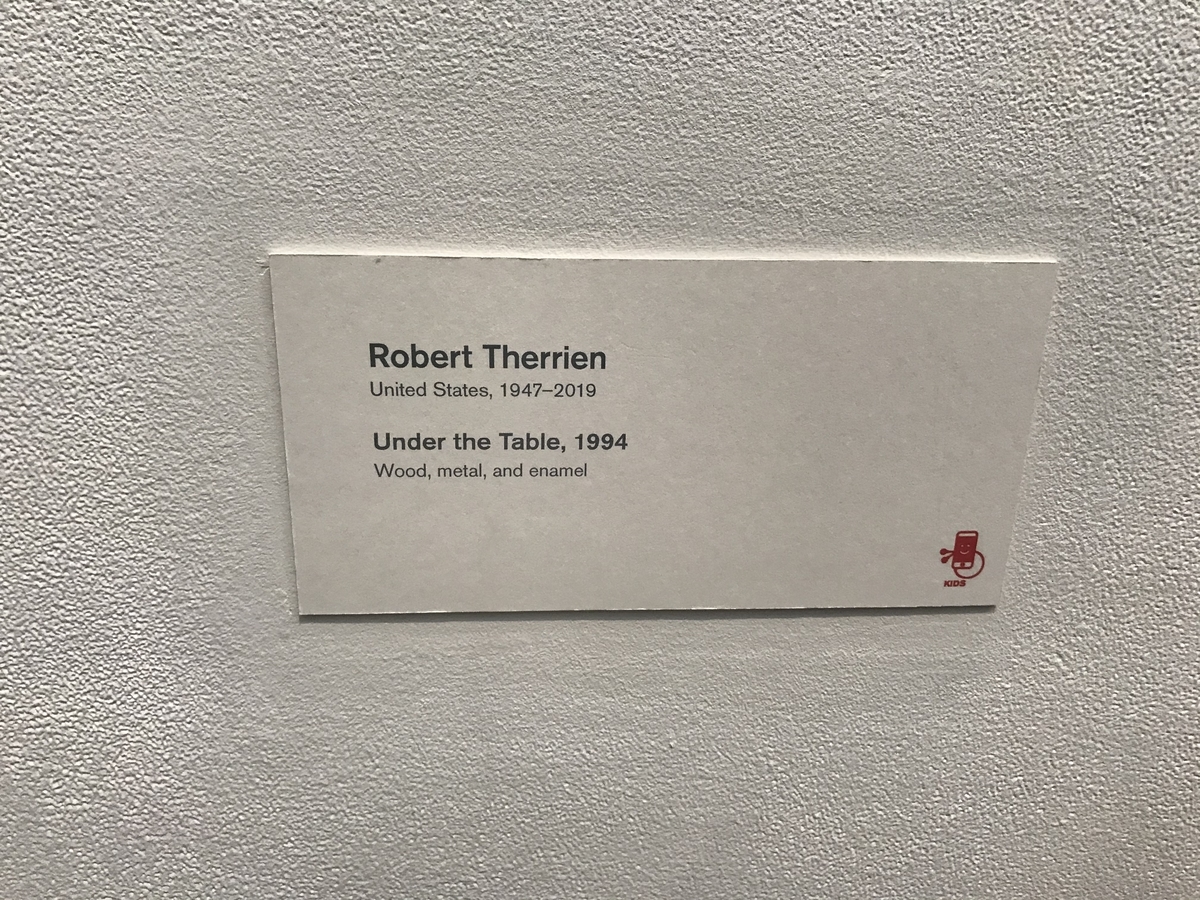 Robert Therrien
United States, 1947–2019
Under the Table, 1994
Wood, metal, and enamel
KIDS